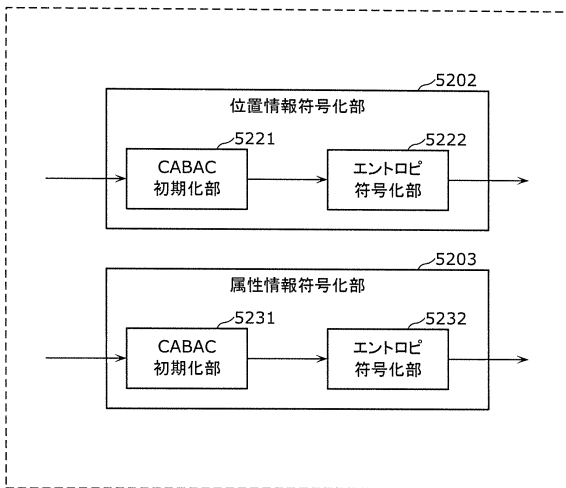 5202
位置情報符号化部
5221
5222
CABAC
初期化部
エントロピ
符号化部
5203
属性情報符号化部
5231
5232
CABAC
初期化部
エントロピ
符号化部